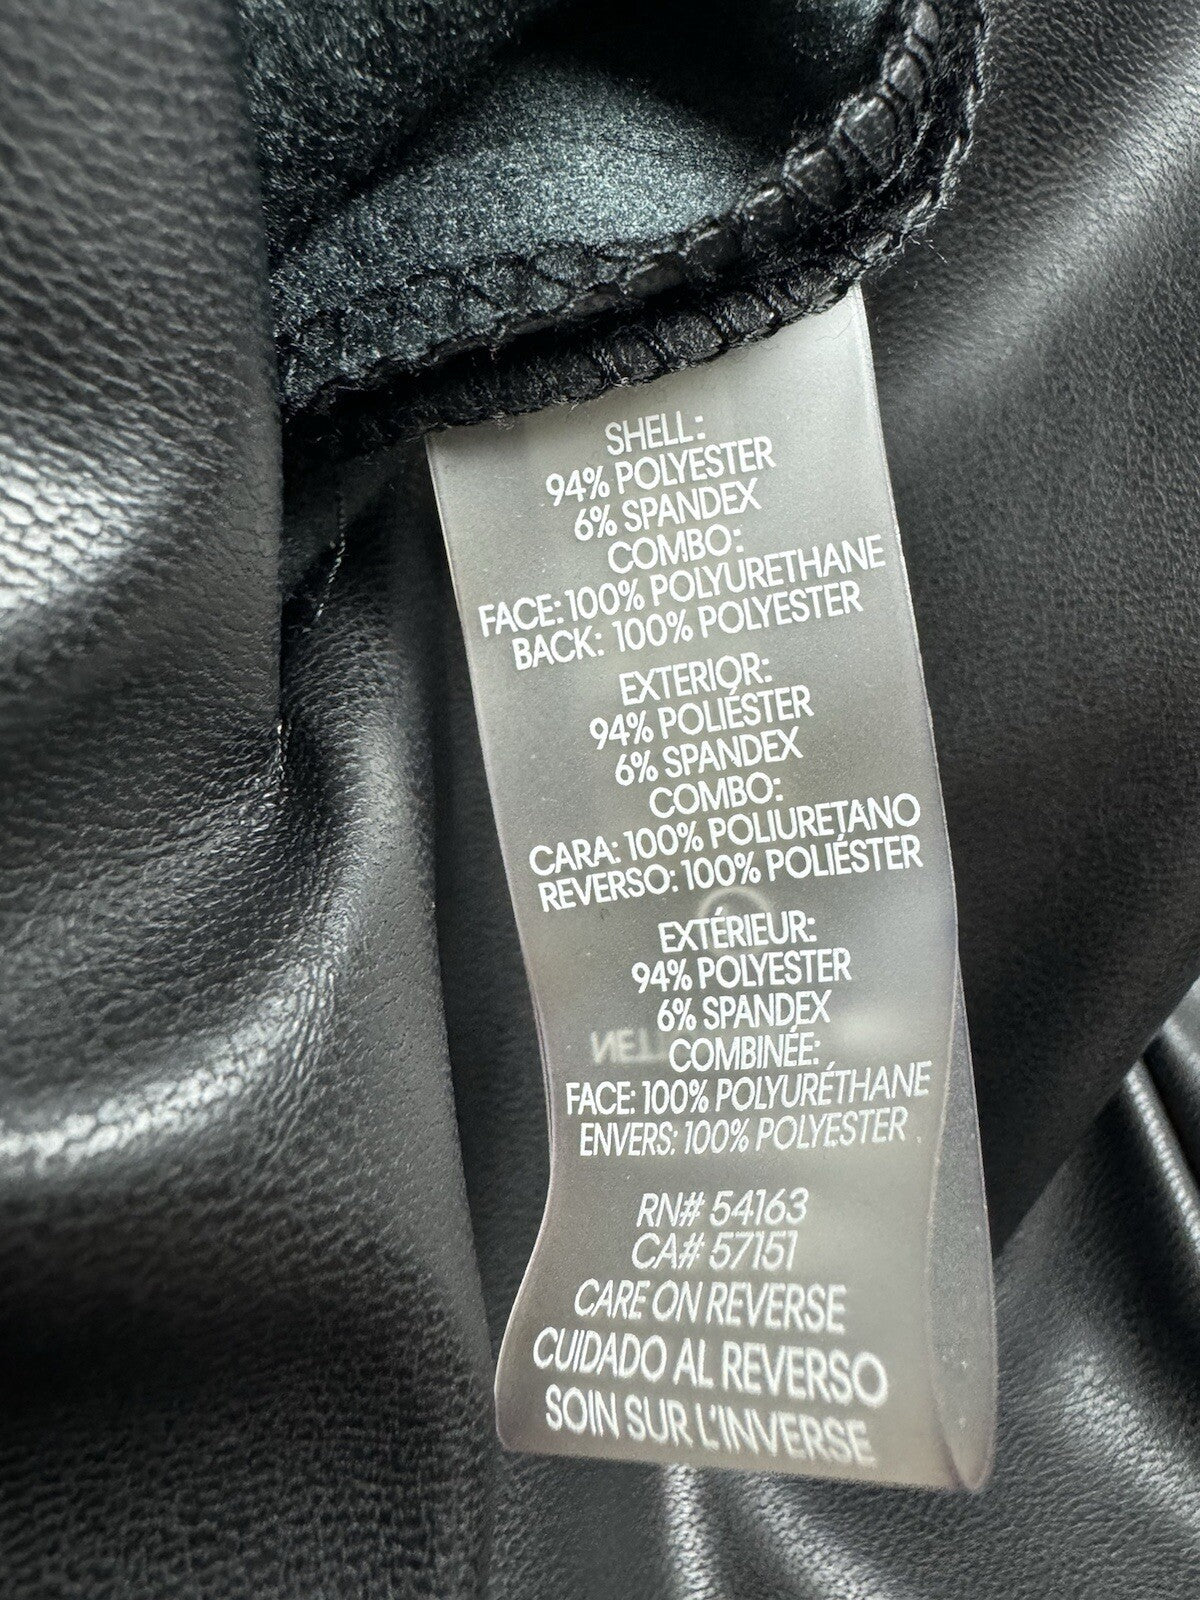 SHELL:
94% POLYESTER
6% SPANDEX
COMBO:
FACE: 100% POLYURETHANE
BACK: 100% POLYESTER
EXTERIOR:
94% POLIÉSTER
6% SPANDEX
COMBO:
CARA: 100% POLIURETANO
REVERSO: 100% POLIÉSTER
EXTÉRIEUR:
94% POLYESTER
6% SPANDEX
COMBINÉE:
FACE: 100% POLYURÉTHANE
ENVERS: 100% POLYESTER
RN# 54163
CA# 57151
CARE ON REVERSE
CUIDADO AL REVERSO
SOIN SUR L'INVERSE